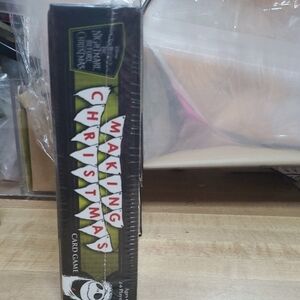 THE
NIGHTMARE
BEFORE
CHRISTMAS
MAKING
CHRISTMAS
CARD GAME